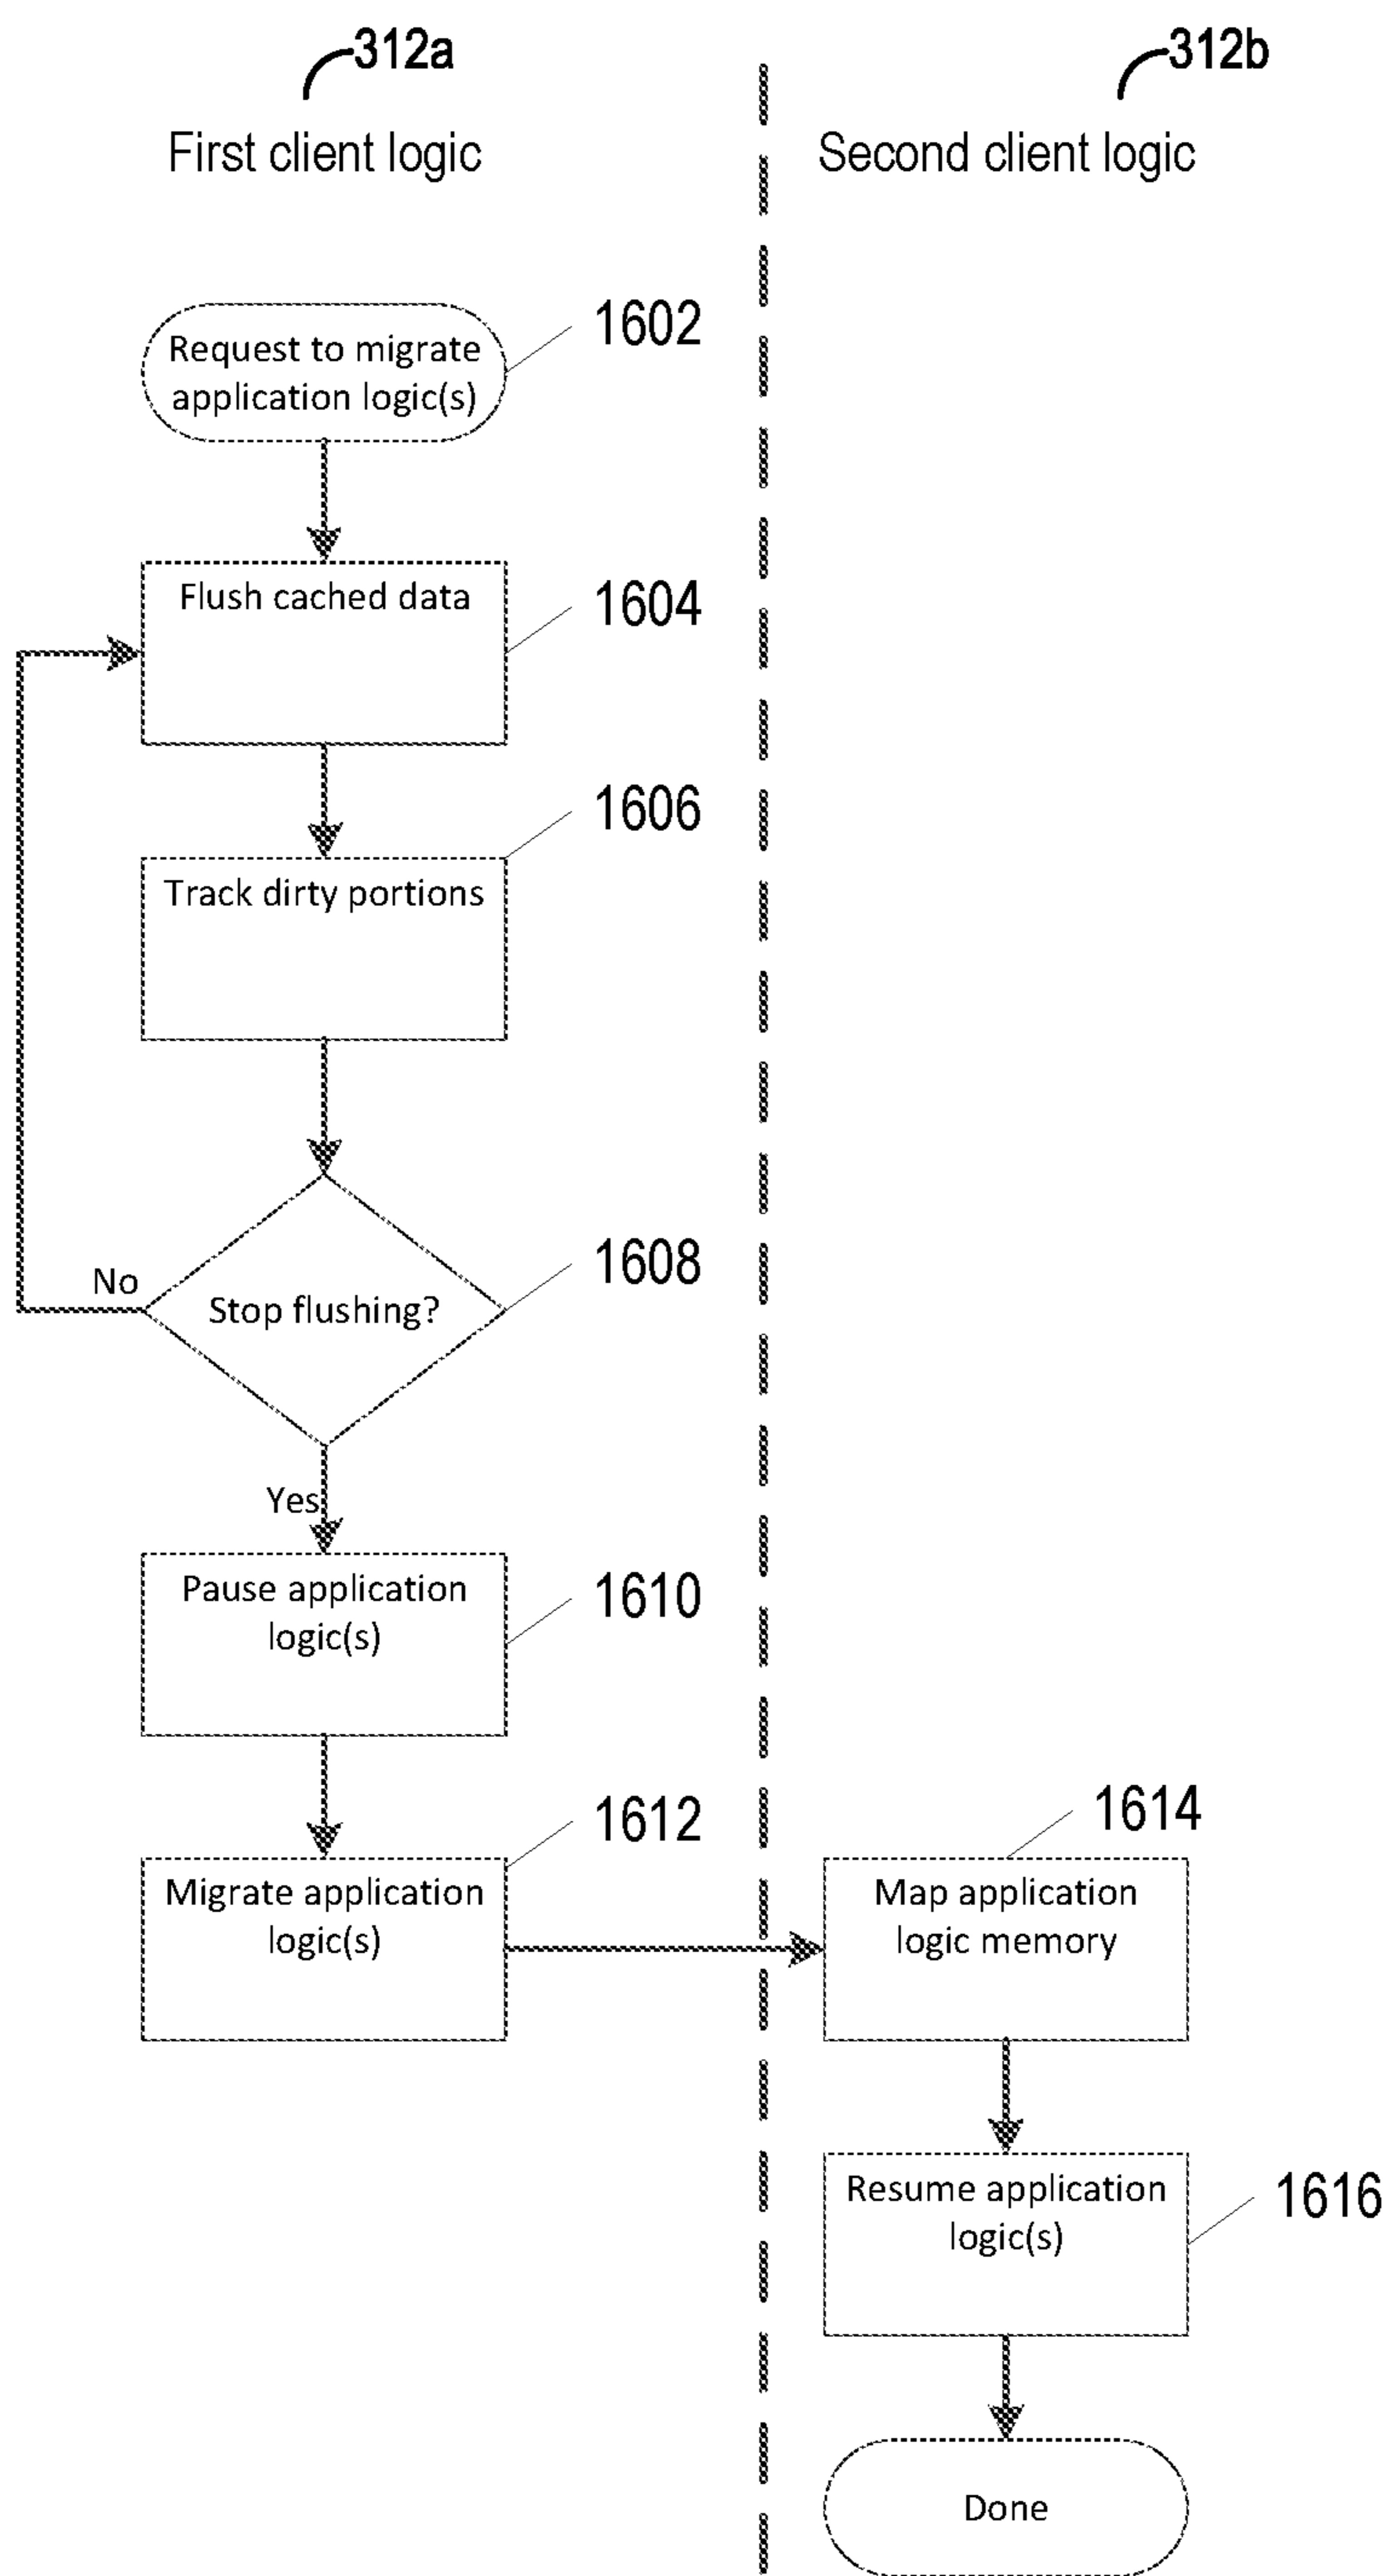 312a
312b
First client logic
Second client logic
Request to migrate
application logic(s)
1602
Flush cached data
1604
Track dirty portions
1606
No
Stop flushing?
1608
Yes
Pause application
logic(s)
1610
Migrate application
logic(s)
1612
Map application
logic memory
1614
Resume application
logic(s)
1616
Done